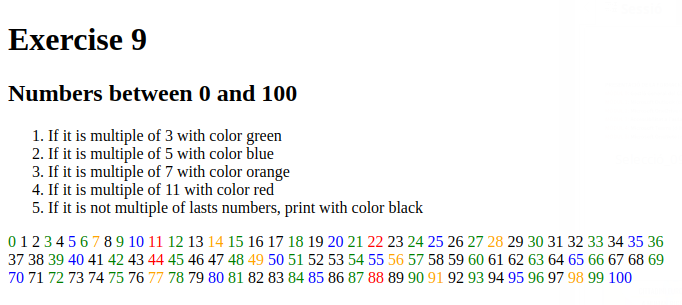 Exercise 9
Numbers between 0 and 100
1. If it is multiple of 3 with color green
2. If it is multiple of 5 with color blue
3. If it is multiple of 7 with color orange
4. If it is multiple of 11 with color red
5. If it is not multiple of lasts numbers, print with color black
0 1 2 3 4 5 6 7 8 9 10 11 12 13 14 15 16 17 18 19 20 21 22 23 24 25 26 27 28 29 30 31 32 33 34 35 36
37 38 39 40 41 42 43 44 45 46 47 48 49 50 51 52 53 54 55 56 57 58 59 60 61 62 63 64 65 66 67 68 69
70 71 72 73 74 75 76 77 78 79 80 81 82 83 84 85 86 87 88 89 90 91 92 93 94 95 96 97 98 99 100